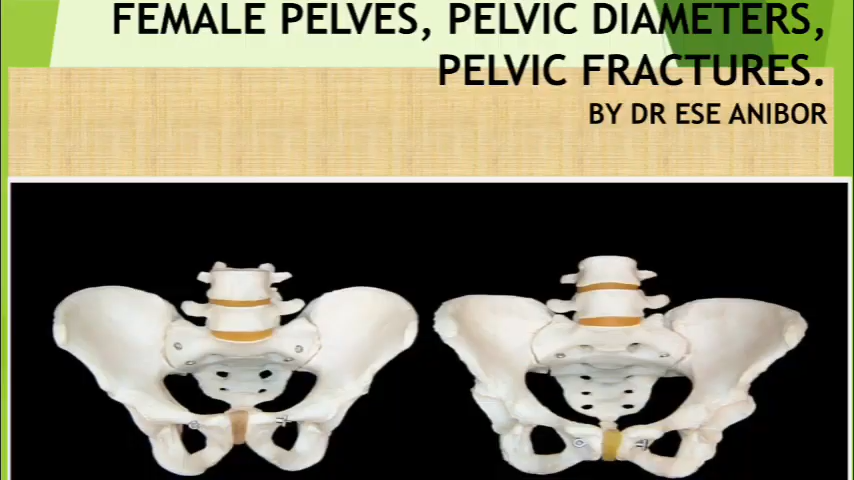 FEMALE PELVES, PELVIC DIAMETERS,
PELVIC FRACTURES.
BY DR ESE ANIBOR